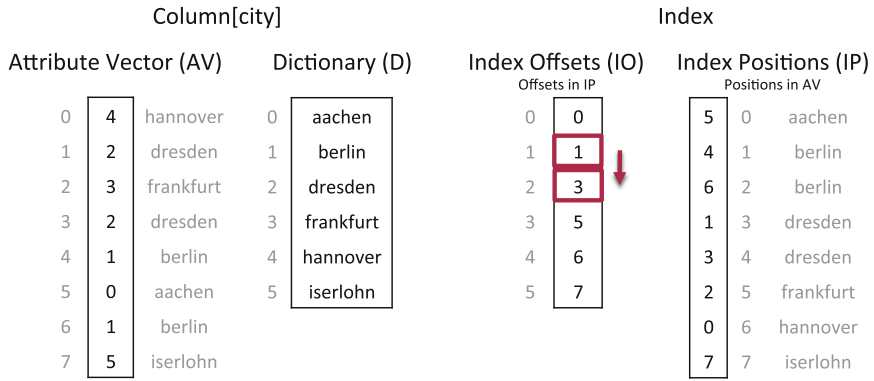 Column[city] Index
Attribute Vector (AV) Dictionary (D) Index Offsets (IO) Index Positions (IP)
Offsets in IP Positions in AV
0 4 hannover 0 aachen 0 0 5 0 aachen
1 2 dresden 1 berlin 1 1 4 1 berlin
2 3 frankfurt 2 dresden 2 3 6 2 berlin
3 2 dresden 3 frankfurt 3 5 1 3 dresden
4 1 berlin 4 hannover 4 6 3 4 dresden
5 0 aachen 5 iserlohn 5 7 2 5 frankfurt
6 1 berlin 0 6 hannover
7 5 iserlohn 7 7 iserlohn